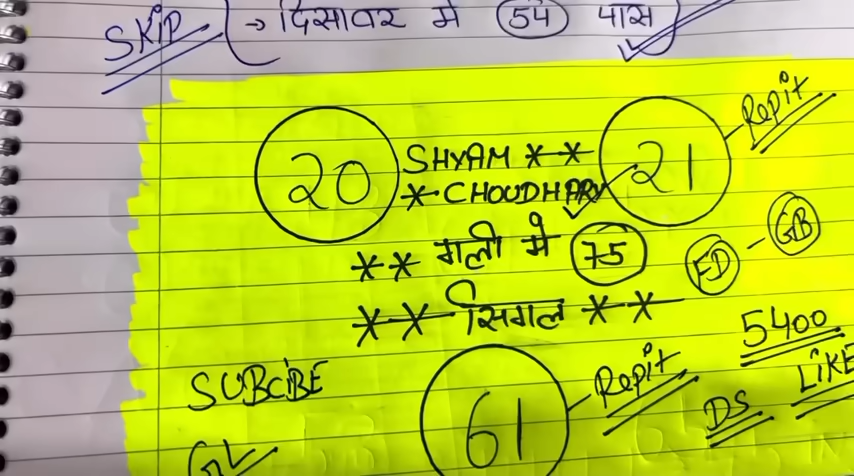 SKIP → दिसावर मे 54 पास
20 SHYAM ** 21 Repit
* CHOUDHARY
** गली मे 75 FD - GB
** सिगल **
5400
SUBCIBE 61 Repit DS LIKE
GL